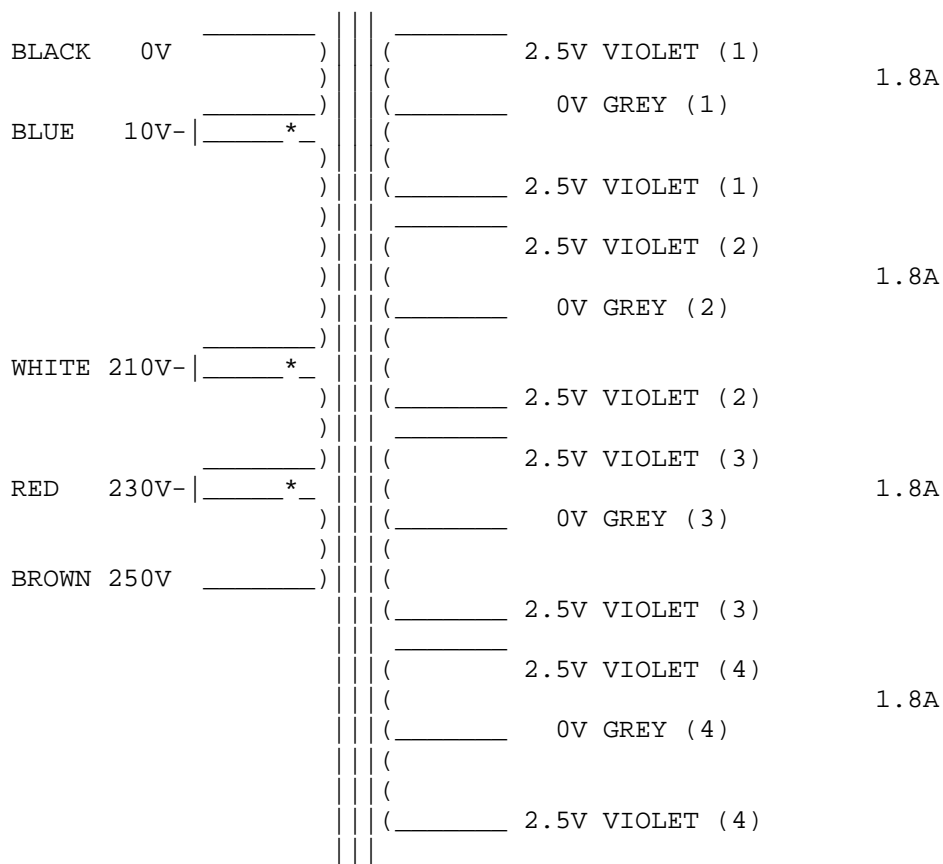 BLACK 0V 2.5V VIOLET (1)
1.8A
0V GREY (1)
BLUE 10V-
2.5V VIOLET (1)
2.5V VIOLET (2)
1.8A
0V GREY (2)
WHITE 210V-
2.5V VIOLET (2)
2.5V VIOLET (3)
RED 230V- 1.8A
0V GREY (3)
BROWN 250V
2.5V VIOLET (3)
2.5V VIOLET (4)
1.8A
0V GREY (4)
2.5V VIOLET (4)